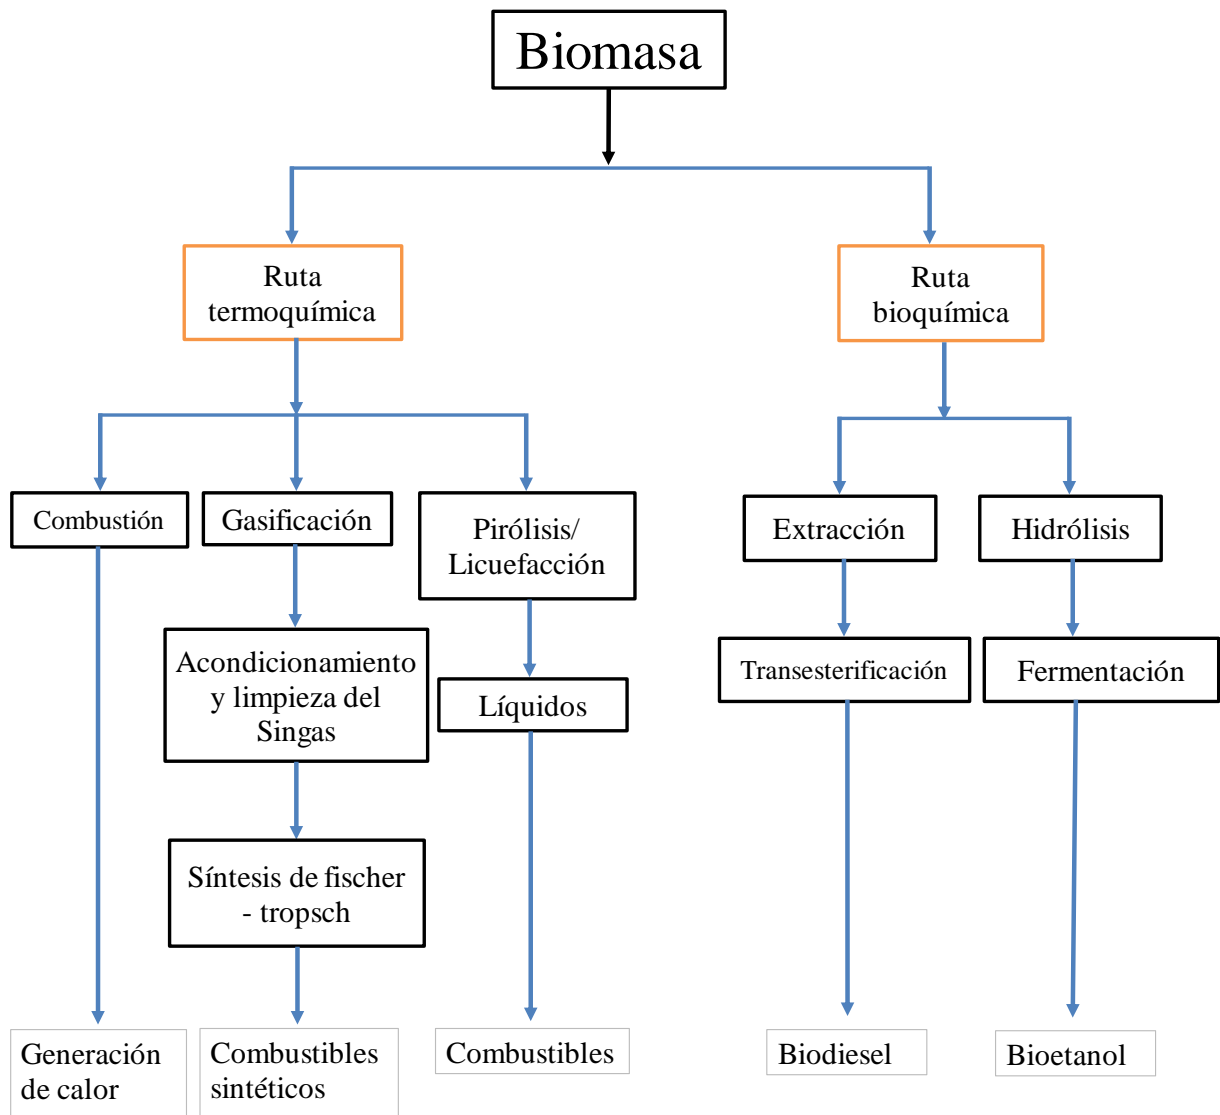 Biomasa
Ruta
termoquímica
Ruta
bioquímica
Combustión
Gasificación
Pirólisis/
Licuefacción
Extracción
Hidrólisis
Acondicionamiento
y limpieza del
Singas
Líquidos
Transesterificación
Fermentación
Síntesis de fischer
- tropsch
Generación
de calor
Combustibles
sintéticos
Combustibles
Biodiesel
Bioetanol